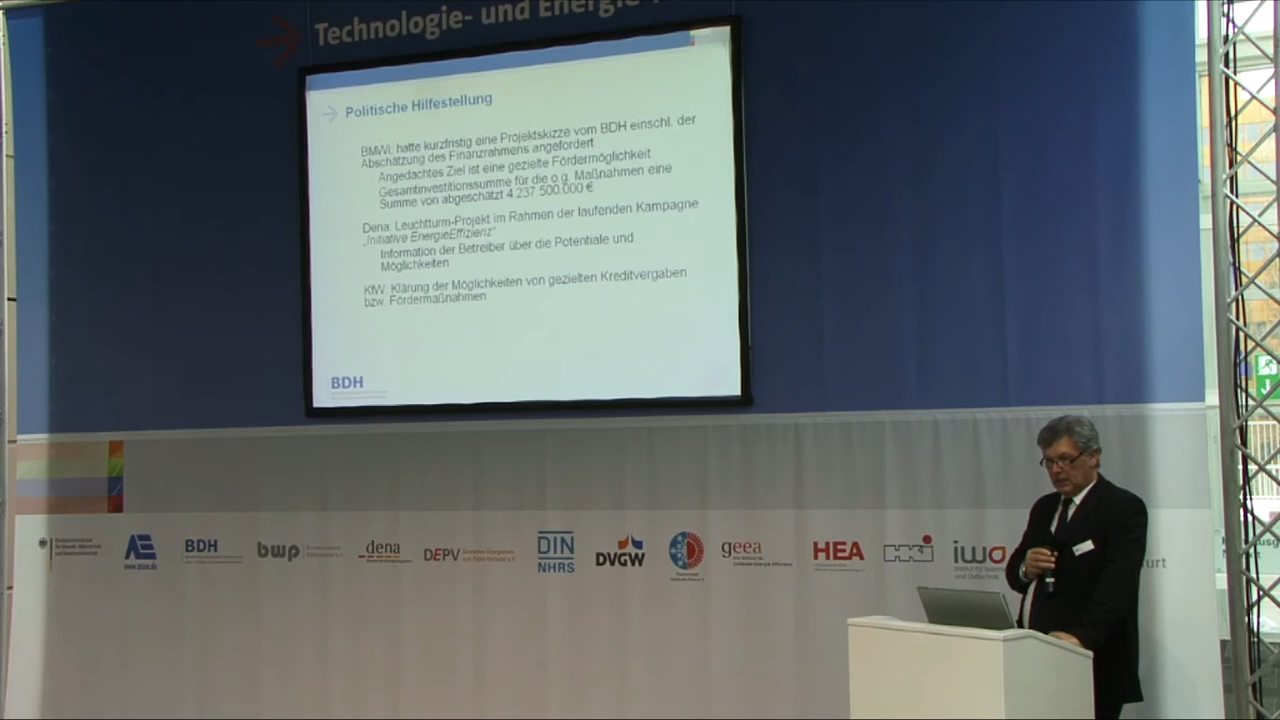 Technologie- und Energie-
Politische Hilfestellung
BMWi: hatte kurzfristig eine Projektskizze vom BDH einschl. der
Abschätzung des Finanzrahmens angefordert
Angedachtes Ziel ist eine gezielte Fördermöglichkeit
Gesamtinvestitionssumme für die o.g. Maßnahmen eine
Summe von abgeschätzt 4.237.500.000 €
Dena: Leuchtturm-Projekt im Rahmen der laufenden Kampagne
„Initiative EnergieEffizienz“
Information der Betreiber über die Potentiale und
Möglichkeiten
KfW: Klärung der Möglichkeiten von gezielten Kreditvergaben
bzw. Fördermaßnahmen
BDH
BDH
bwp
dena
DEPV
DIN
NHRS
DVGW
geea
HEA
HKI
iwo
furt